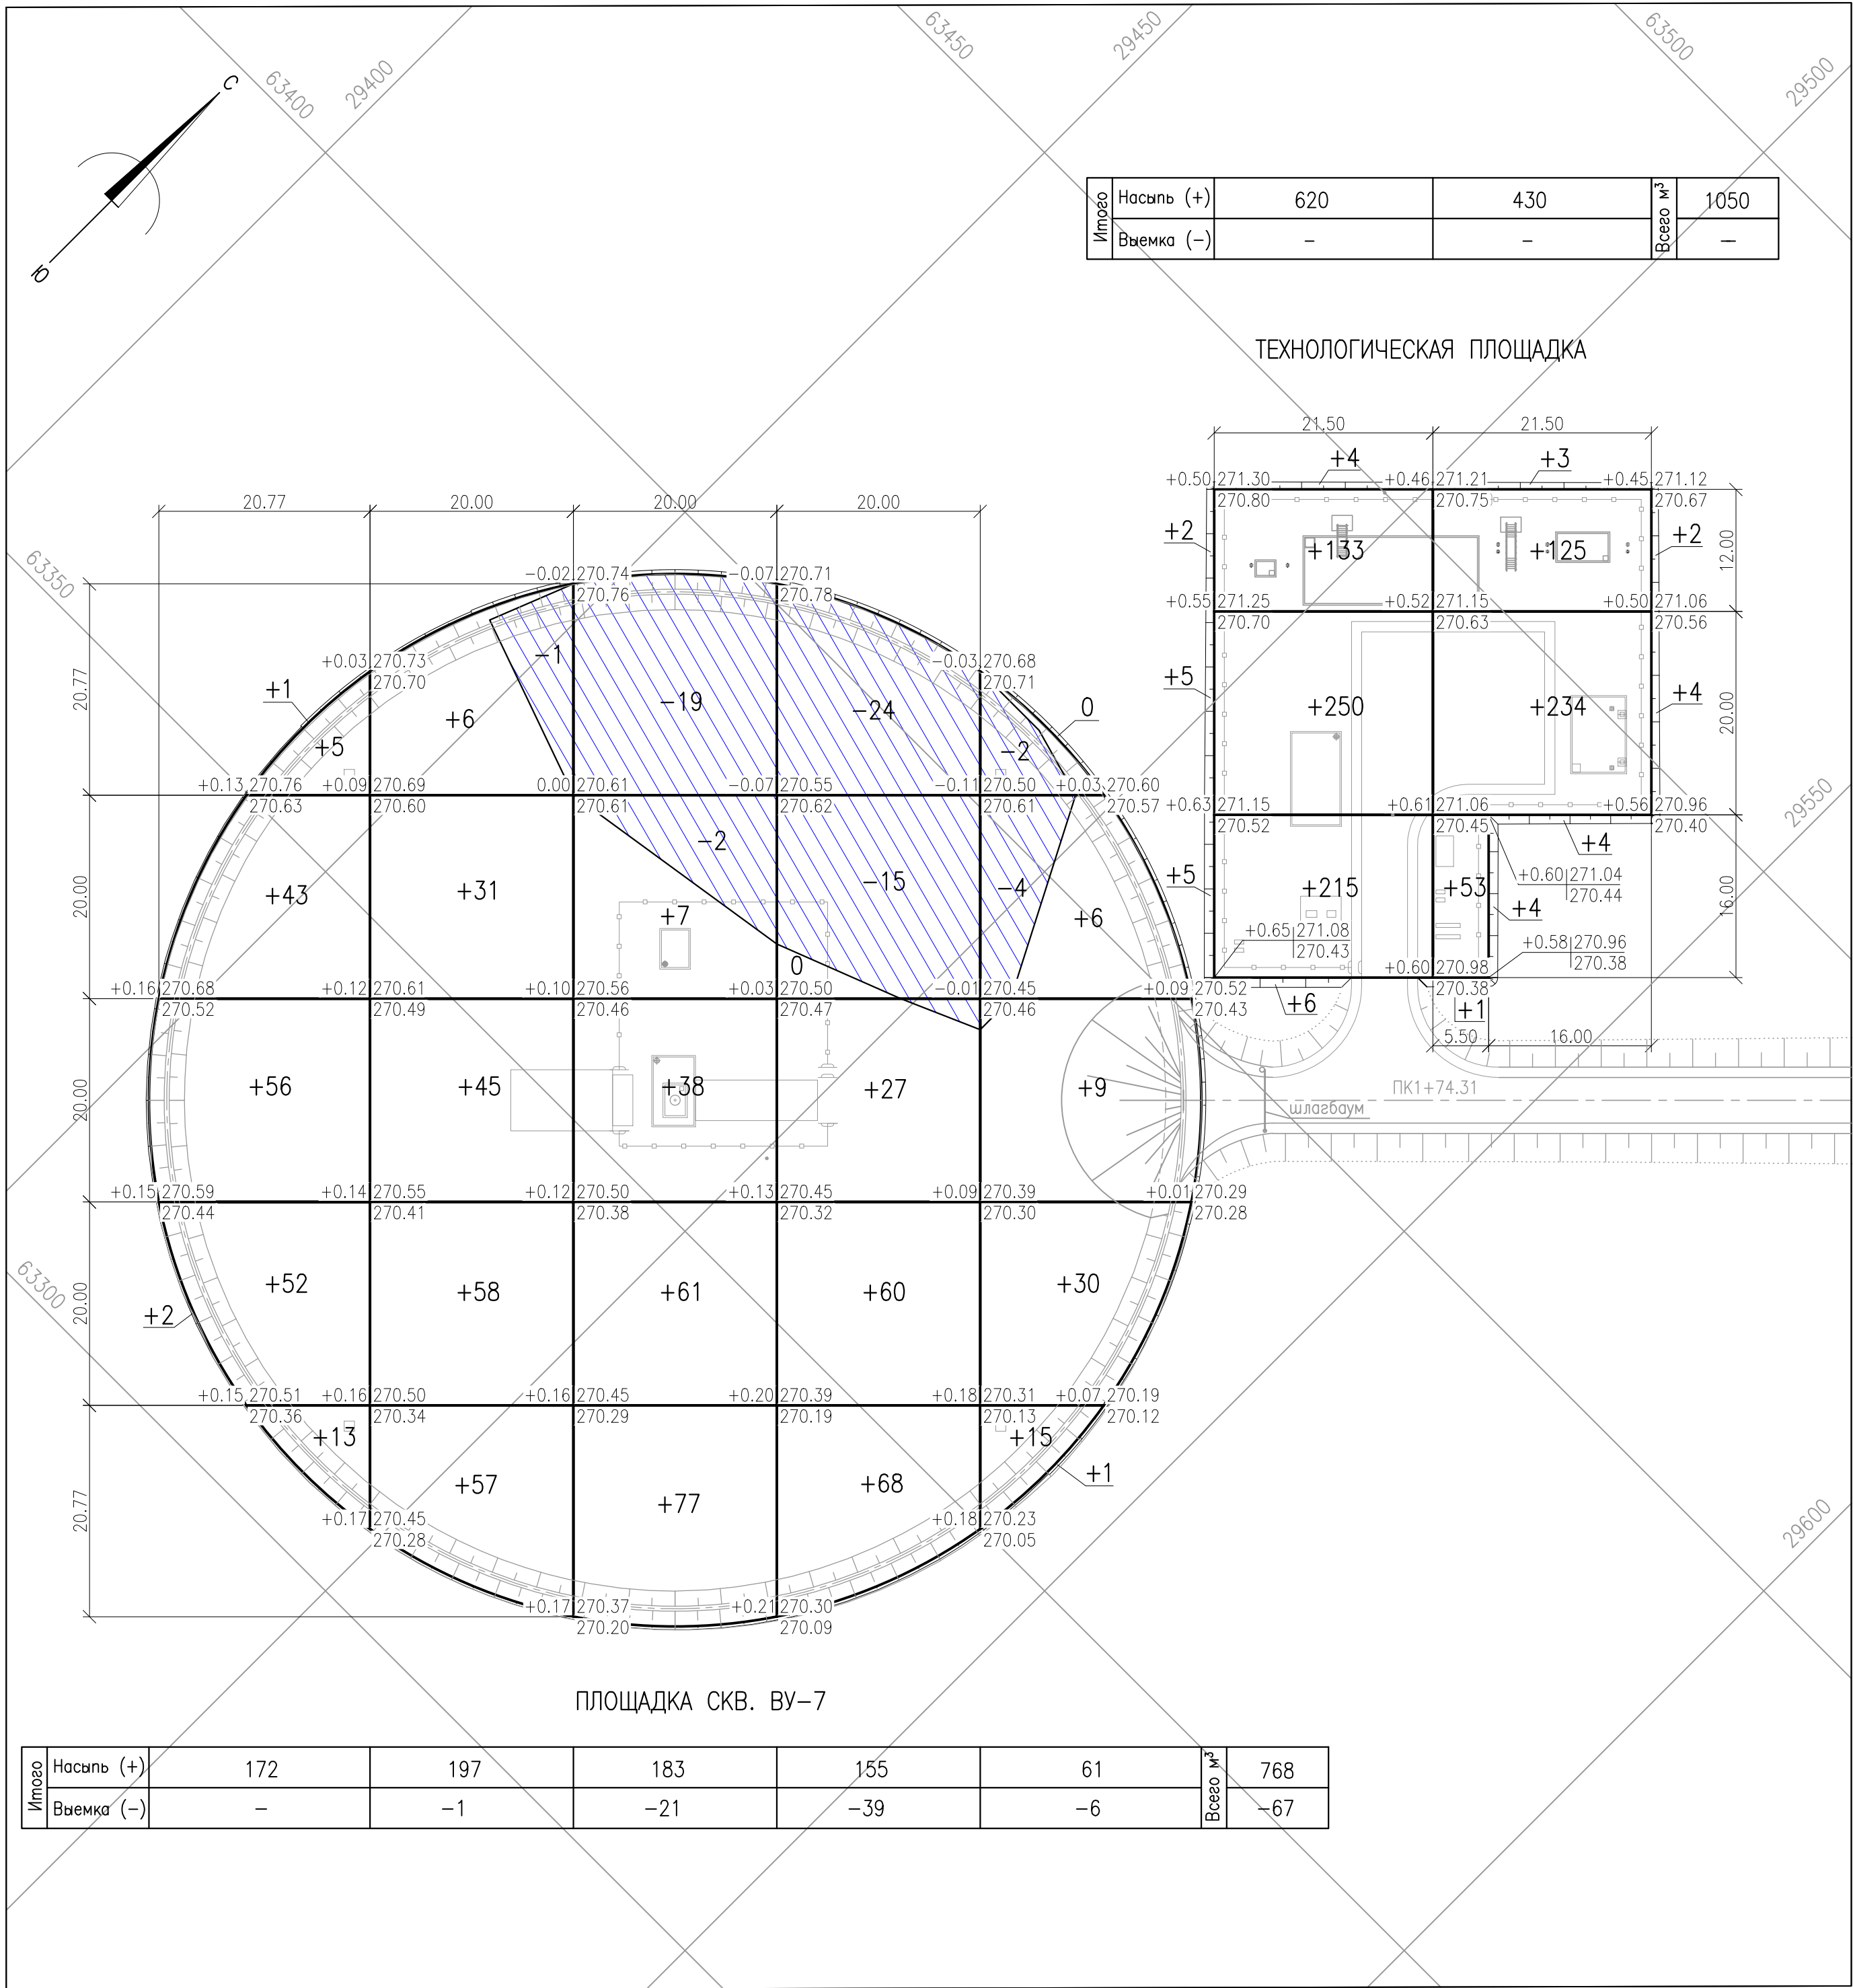 63450
29450
63500
29500
63400
29400
С
Ю
Итого
Насыпь (+) 620 430
Выемка (-) - -
Всего м³
1050
—
ТЕХНОЛОГИЧЕСКАЯ ПЛОЩАДКА
21.50 21.50
+4 +3
+0.50 271.30 +0.46 271.21 +0.45 271.12
270.80 270.75 270.67
+2 +133 +125 +2 12.00
+0.55 271.25 +0.52 271.15 +0.50 271.06
270.70 270.63 270.56
+5 +250 +234 +4 20.00
+0.63 271.15 +0.61 271.06 +0.56 270.96
270.52 270.45 270.40
+4
+5 +215 +53 +0.60 271.04
270.44
+4 16.00
+0.65 271.08
270.43
+0.58 270.96
270.38
+0.60 270.98
270.38
+6 +1
5.50 16.00
ПК1+74.31
шлагбаум
29550
29600
63350
63300
20.77 20.00 20.00 20.00
-0.02 270.74 -0.07 270.71
270.76 270.78
+0.03 270.73 -0.03 270.68
270.70 270.71
20.77 +1 +5 +6 -1 -19 -24 -2 0
+0.13 270.76 +0.09 270.69 0.00 270.61 -0.07 270.55 -0.11 270.50 +0.03 270.60
270.63 270.60 270.61 270.62 270.61 270.57
20.00 +43 +31 -2 +7 -15 0 -4 +6
+0.16 270.68 +0.12 270.61 +0.10 270.56 +0.03 270.50 -0.01 270.45 +0.09 270.52
270.52 270.49 270.46 270.47 270.46 270.43
20.00 +56 +45 +38 +27 +9
+0.15 270.59 +0.14 270.55 +0.12 270.50 +0.13 270.45 +0.09 270.39 +0.01 270.29
270.44 270.41 270.38 270.32 270.30 270.28
20.00 +2 +52 +58 +61 +60 +30
+0.15 270.51 +0.16 270.50 +0.16 270.45 +0.20 270.39 +0.18 270.31 +0.07 270.19
270.36 270.34 270.29 270.19 270.13 270.12
20.77 +13 +57 +77 +68 +15 +1
+0.17 270.45 +0.18 270.23
270.28 270.05
+0.17 270.37 +0.21 270.30
270.20 270.09
ПЛОЩАДКА СКВ. ВУ-7
Итого
Насыпь (+) 172 197 183 155 61
Выемка (-) - -1 -21 -39 -6
Всего м³
768
-67